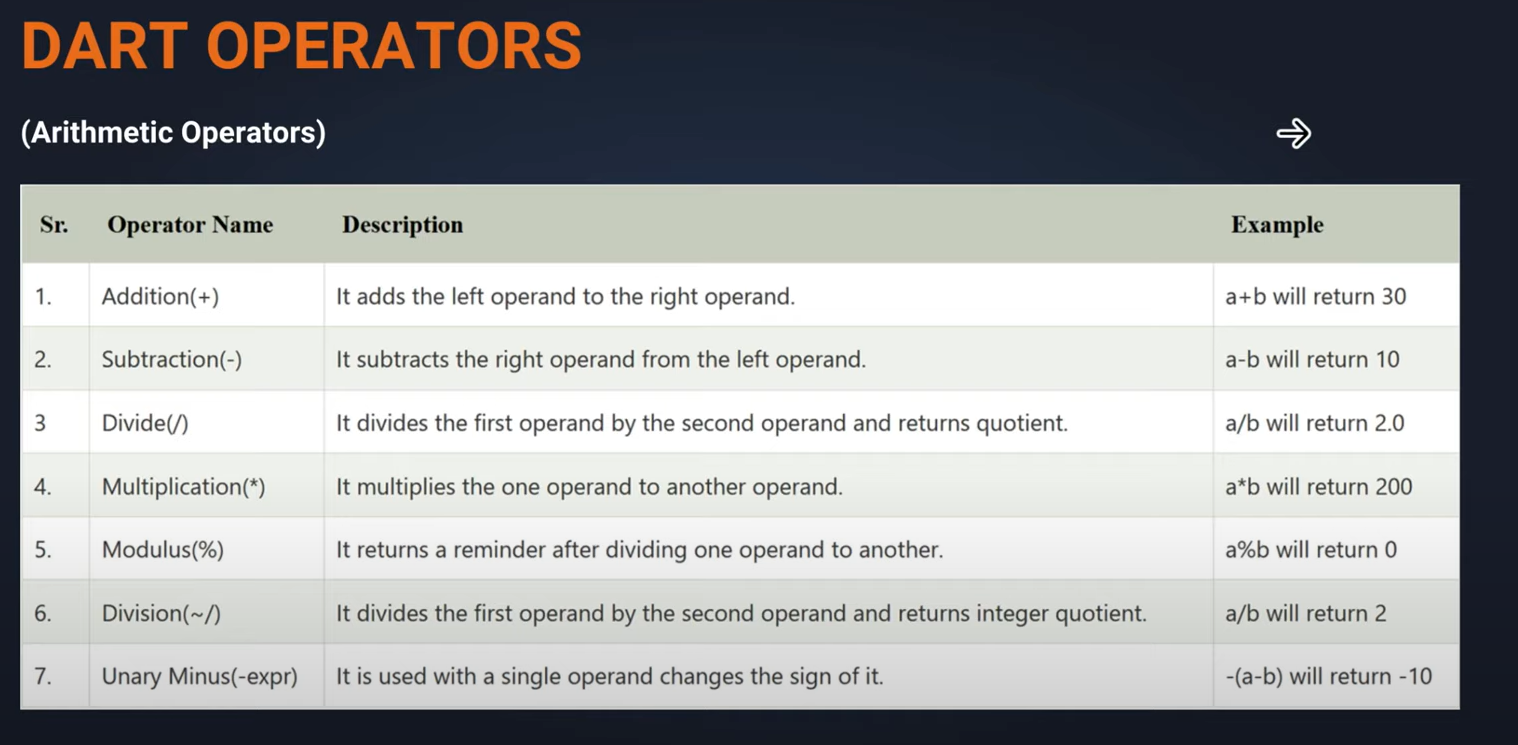 DART OPERATORS
(Arithmetic Operators)
Sr. Operator Name Description Example
1. Addition(+) It adds the left operand to the right operand. a+b will return 30
2. Subtraction(-) It subtracts the right operand from the left operand. a-b will return 10
3 Divide(/) It divides the first operand by the second operand and returns quotient. a/b will return 2.0
4. Multiplication(*) It multiplies the one operand to another operand. a*b will return 200
5. Modulus(%) It returns a reminder after dividing one operand to another. a%b will return 0
6. Division(~/) It divides the first operand by the second operand and returns integer quotient. a/b will return 2
7. Unary Minus(-expr) It is used with a single operand changes the sign of it. -(a-b) will return -10